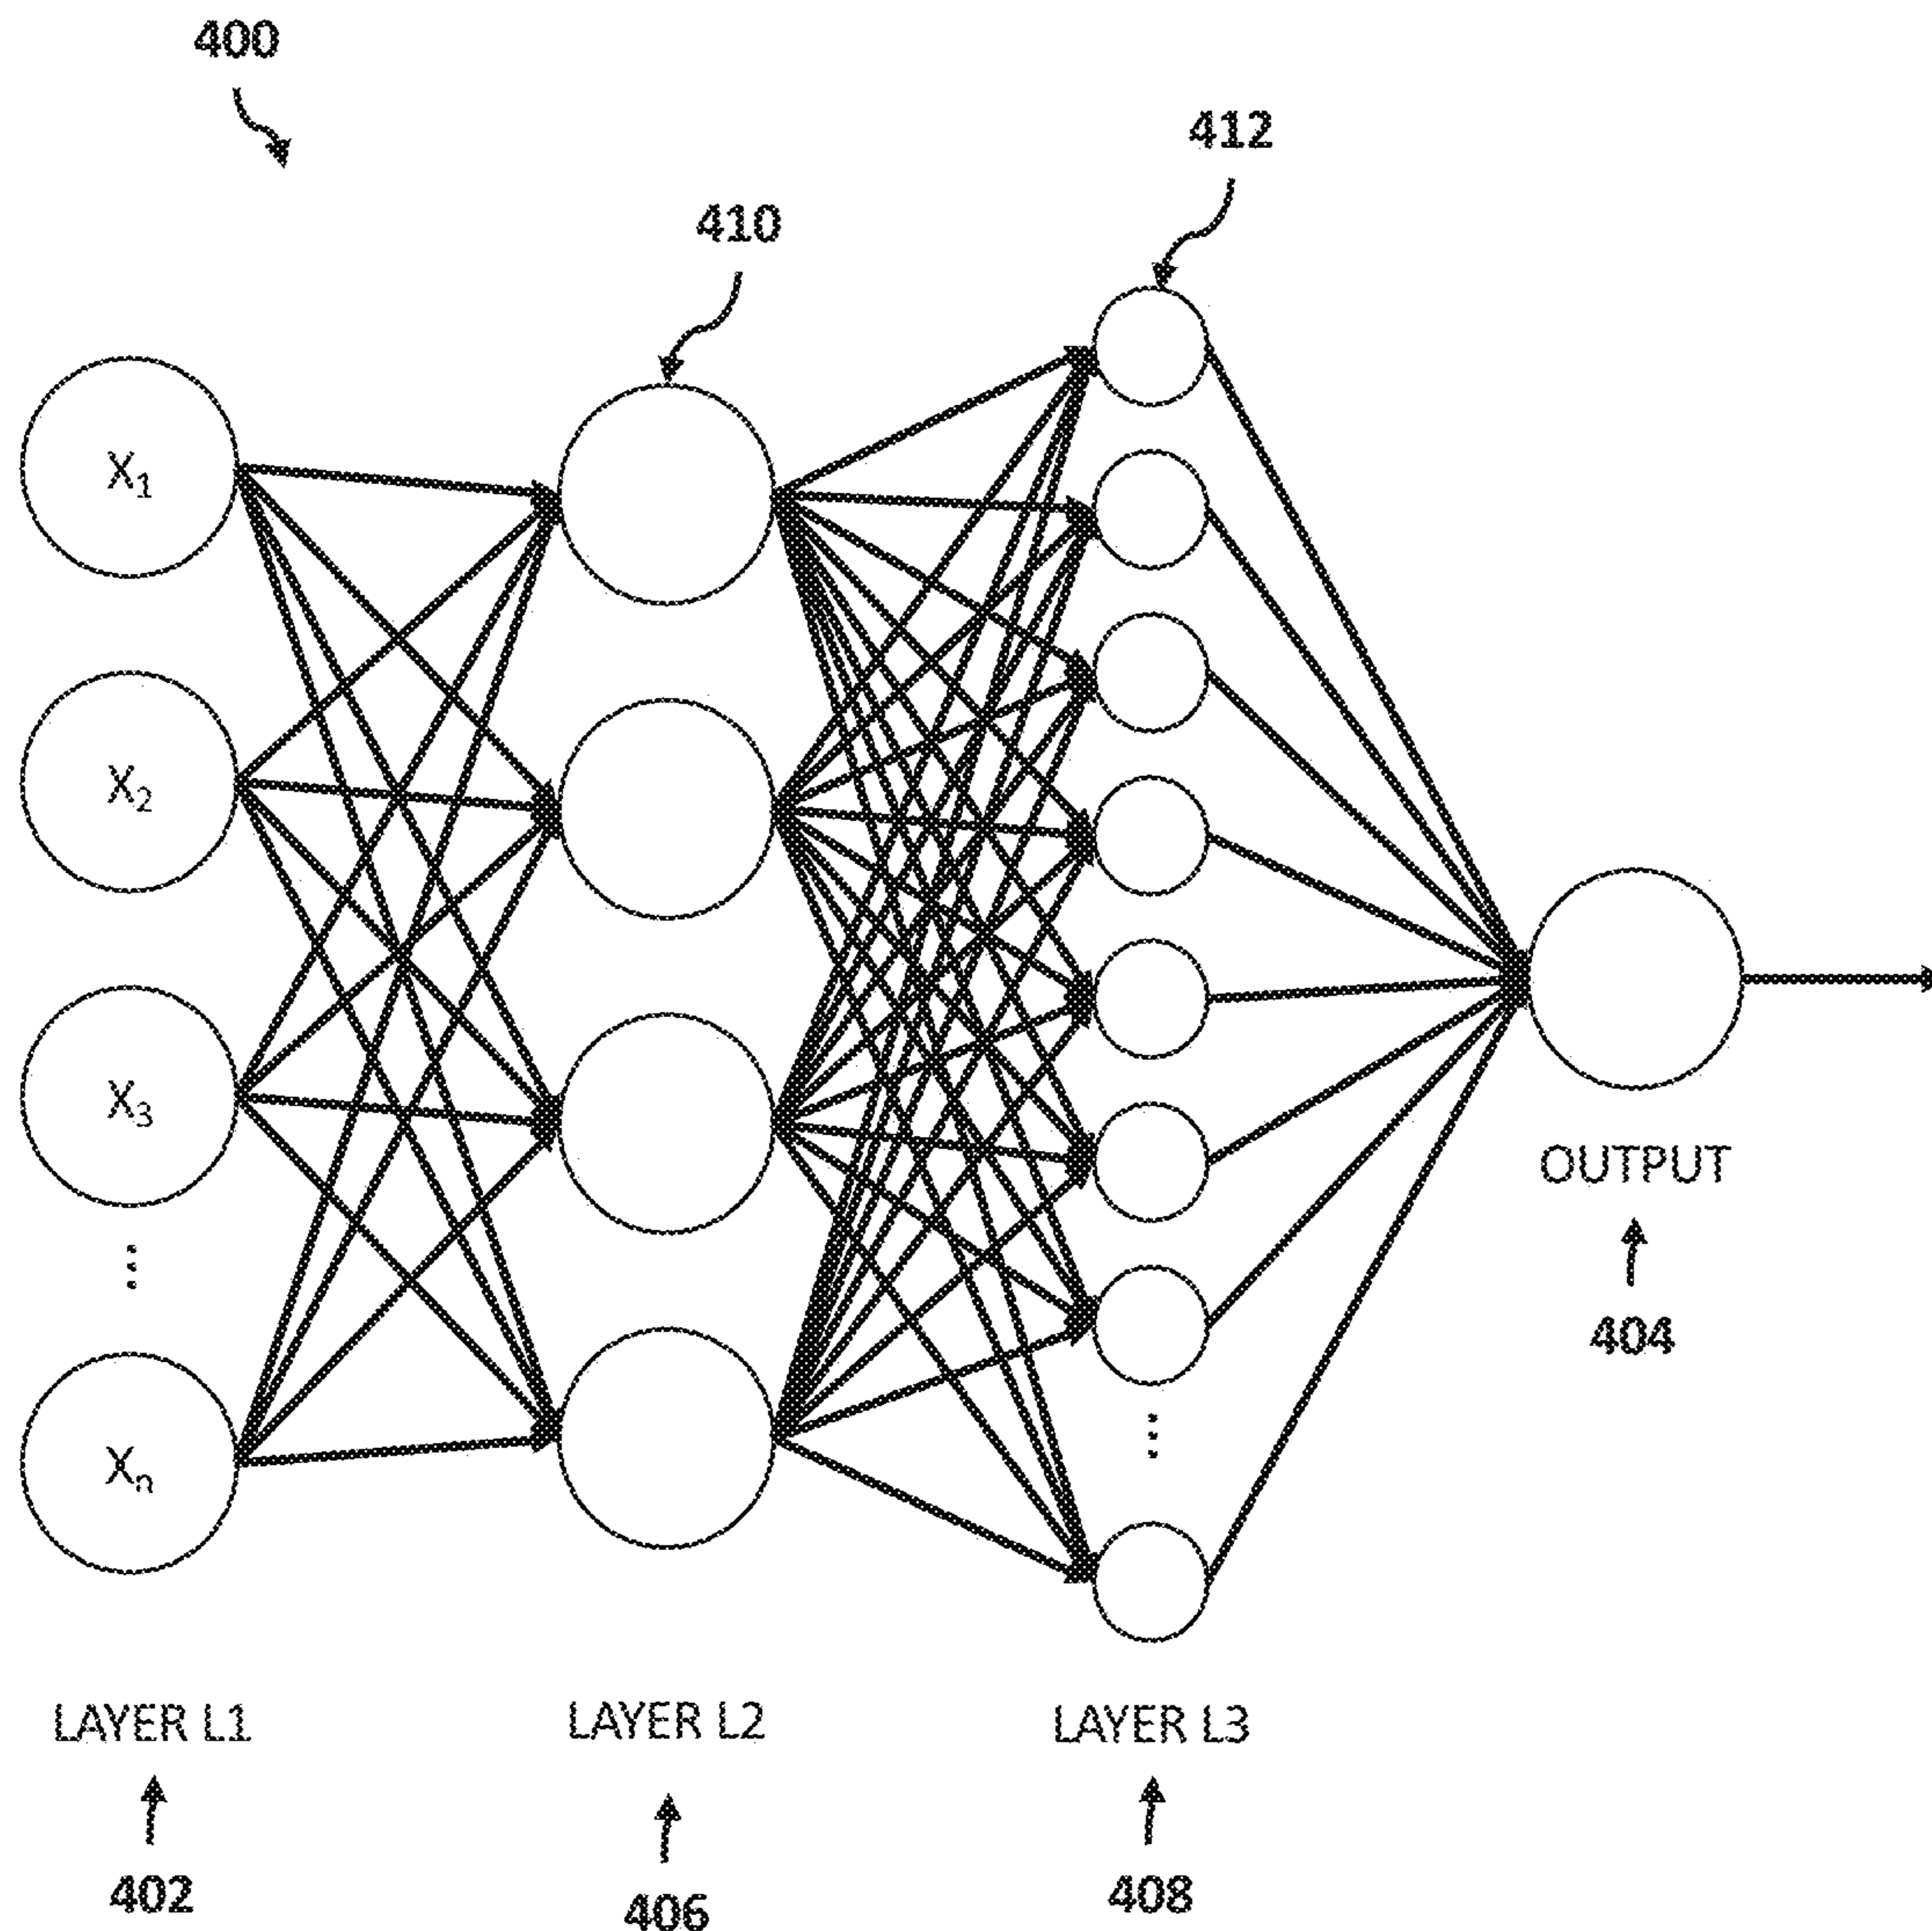 400
412
410
X1
X2
X3
Xn
OUTPUT
404
LAYER L1
LAYER L2
LAYER L3
402
406
408